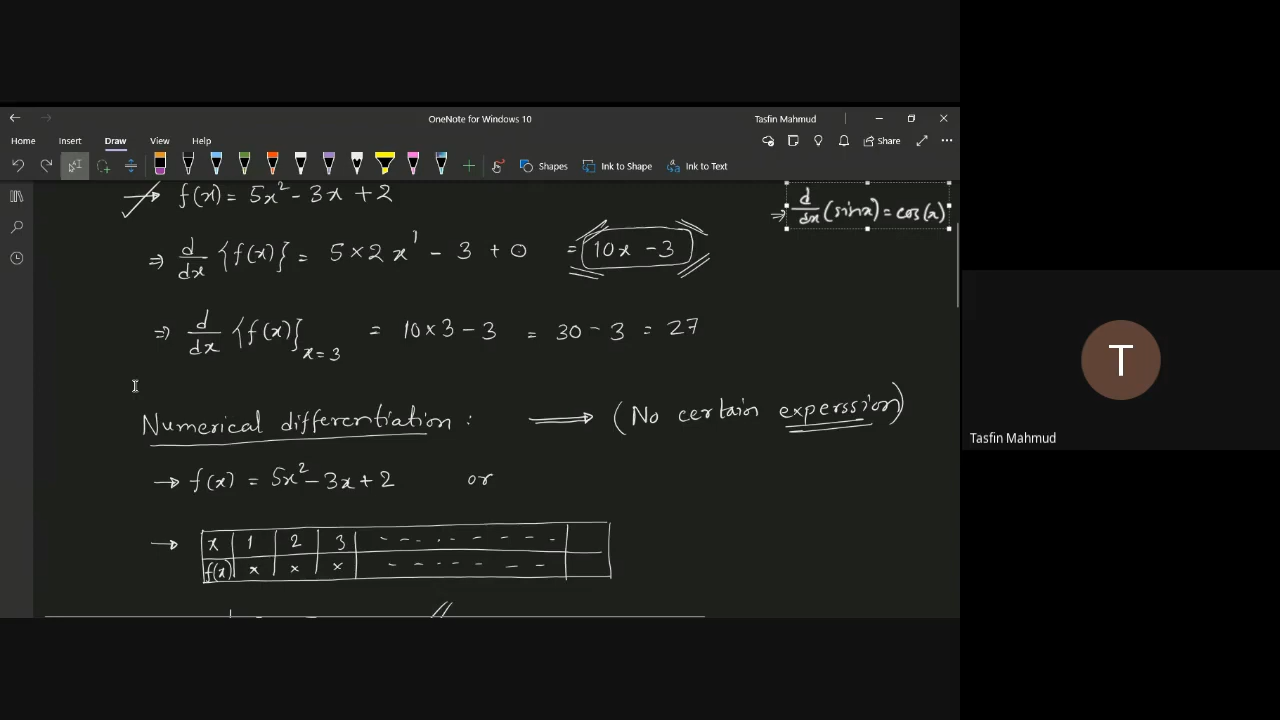 OneNote for Windows 10
Tasfin Mahmud
Home Insert Draw View Help
Share
Shapes Ink to Shape Ink to Text
f(x) = 5x² - 3x + 2
⇒ d/dx (sinx) = cos(x)
⇒ d/dx {f(x)} = 5 × 2 x¹ - 3 + 0 = 10x - 3
⇒ d/dx {f(x)} x=3 = 10×3 - 3 = 30 - 3 = 27
Numerical differentiation : ⟹ (No certain experssion)
→ f(x) = 5x² - 3x + 2 or
→ x 1 2 3 - - - - - - - -
f(x) x x x - - - - - - -
T
Tasfin Mahmud